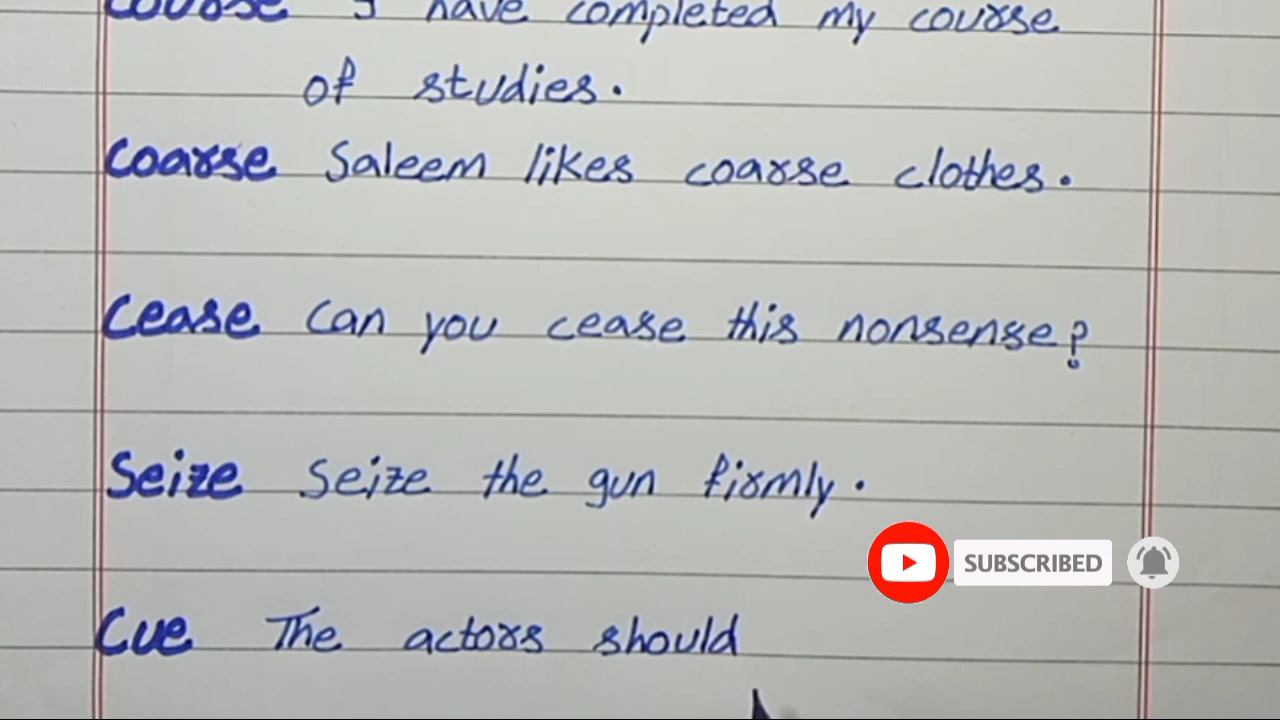 Course I have completed my course
of studies.
Coarse Saleem likes coarse clothes.
Cease Can you cease this nonsense?
Seize Seize the gun firmly.
SUBSCRIBED
Cue The actors should